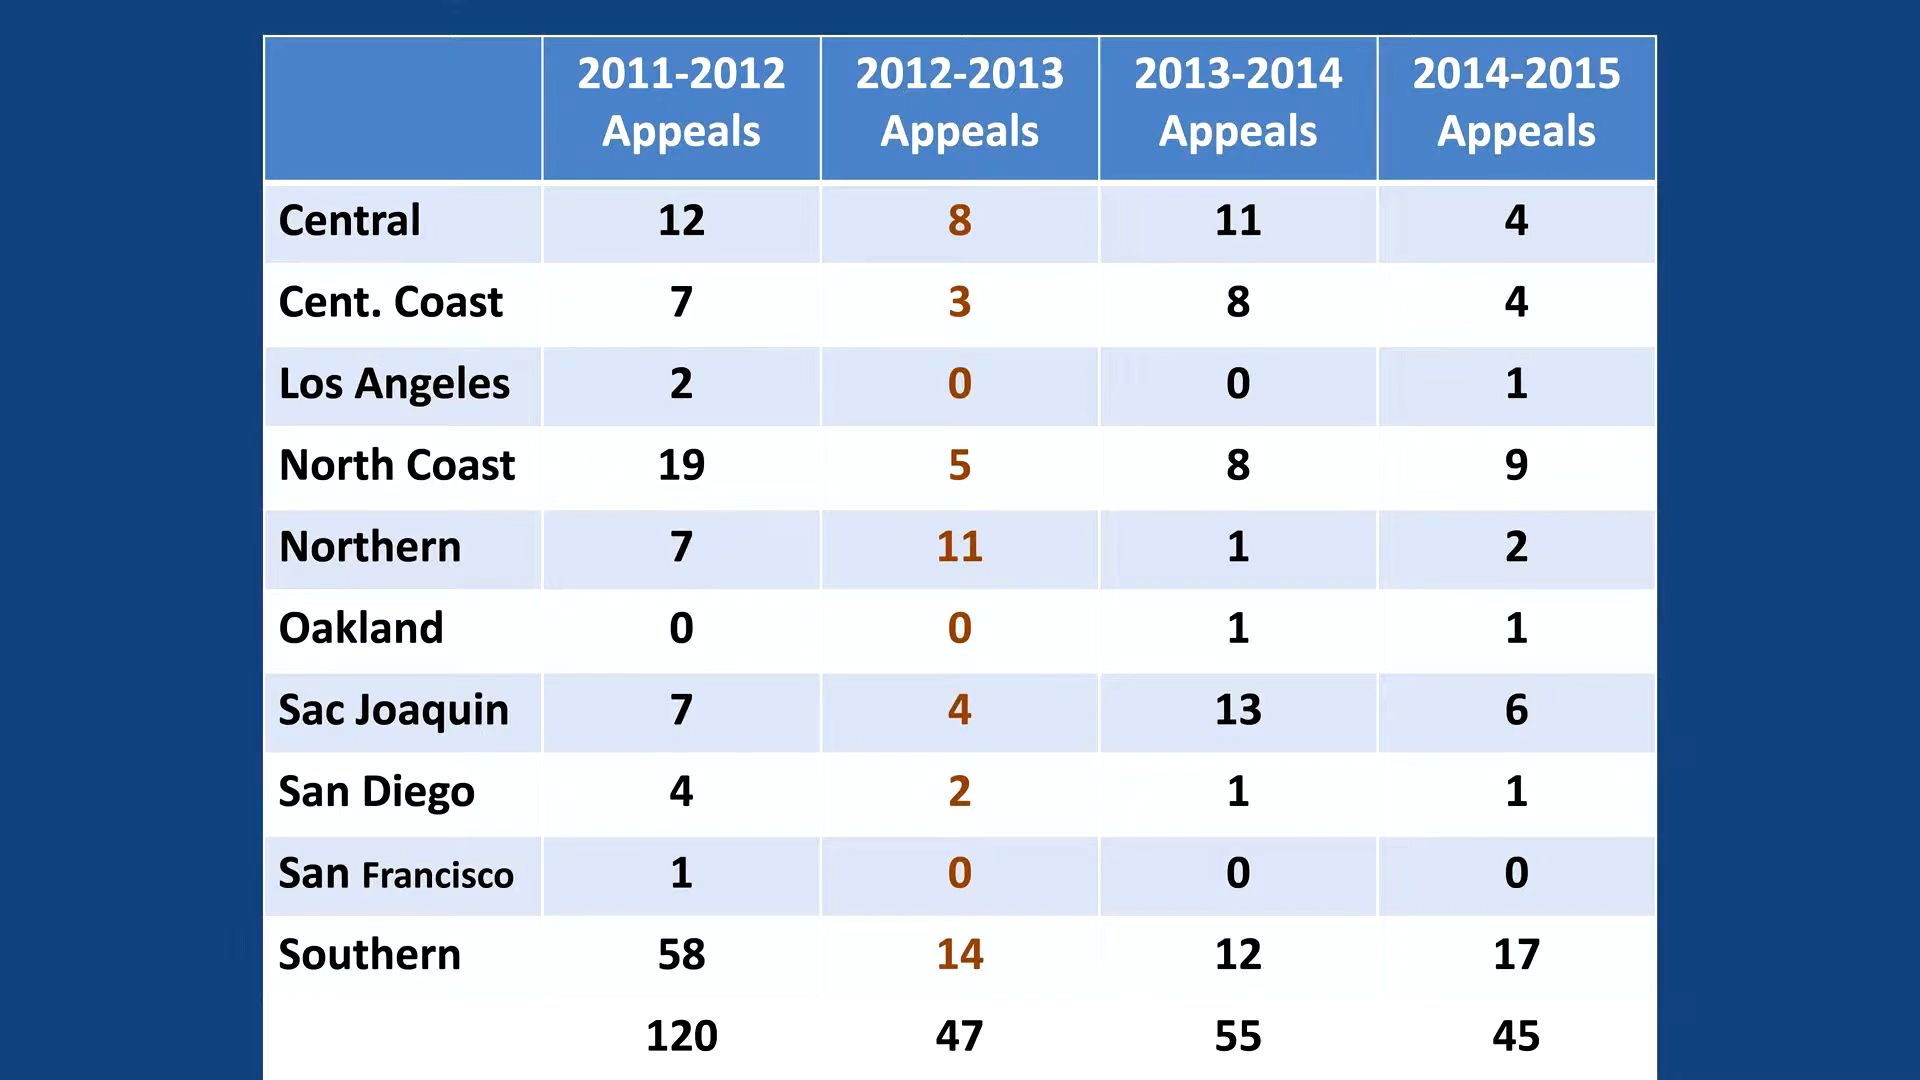 2011-2012 Appeals 2012-2013 Appeals 2013-2014 Appeals 2014-2015 Appeals
Central 12 8 11 4
Cent. Coast 7 3 8 4
Los Angeles 2 0 0 1
North Coast 19 5 8 9
Northern 7 11 1 2
Oakland 0 0 1 1
Sac Joaquin 7 4 13 6
San Diego 4 2 1 1
San Francisco 1 0 0 0
Southern 58 14 12 17
120 47 55 45